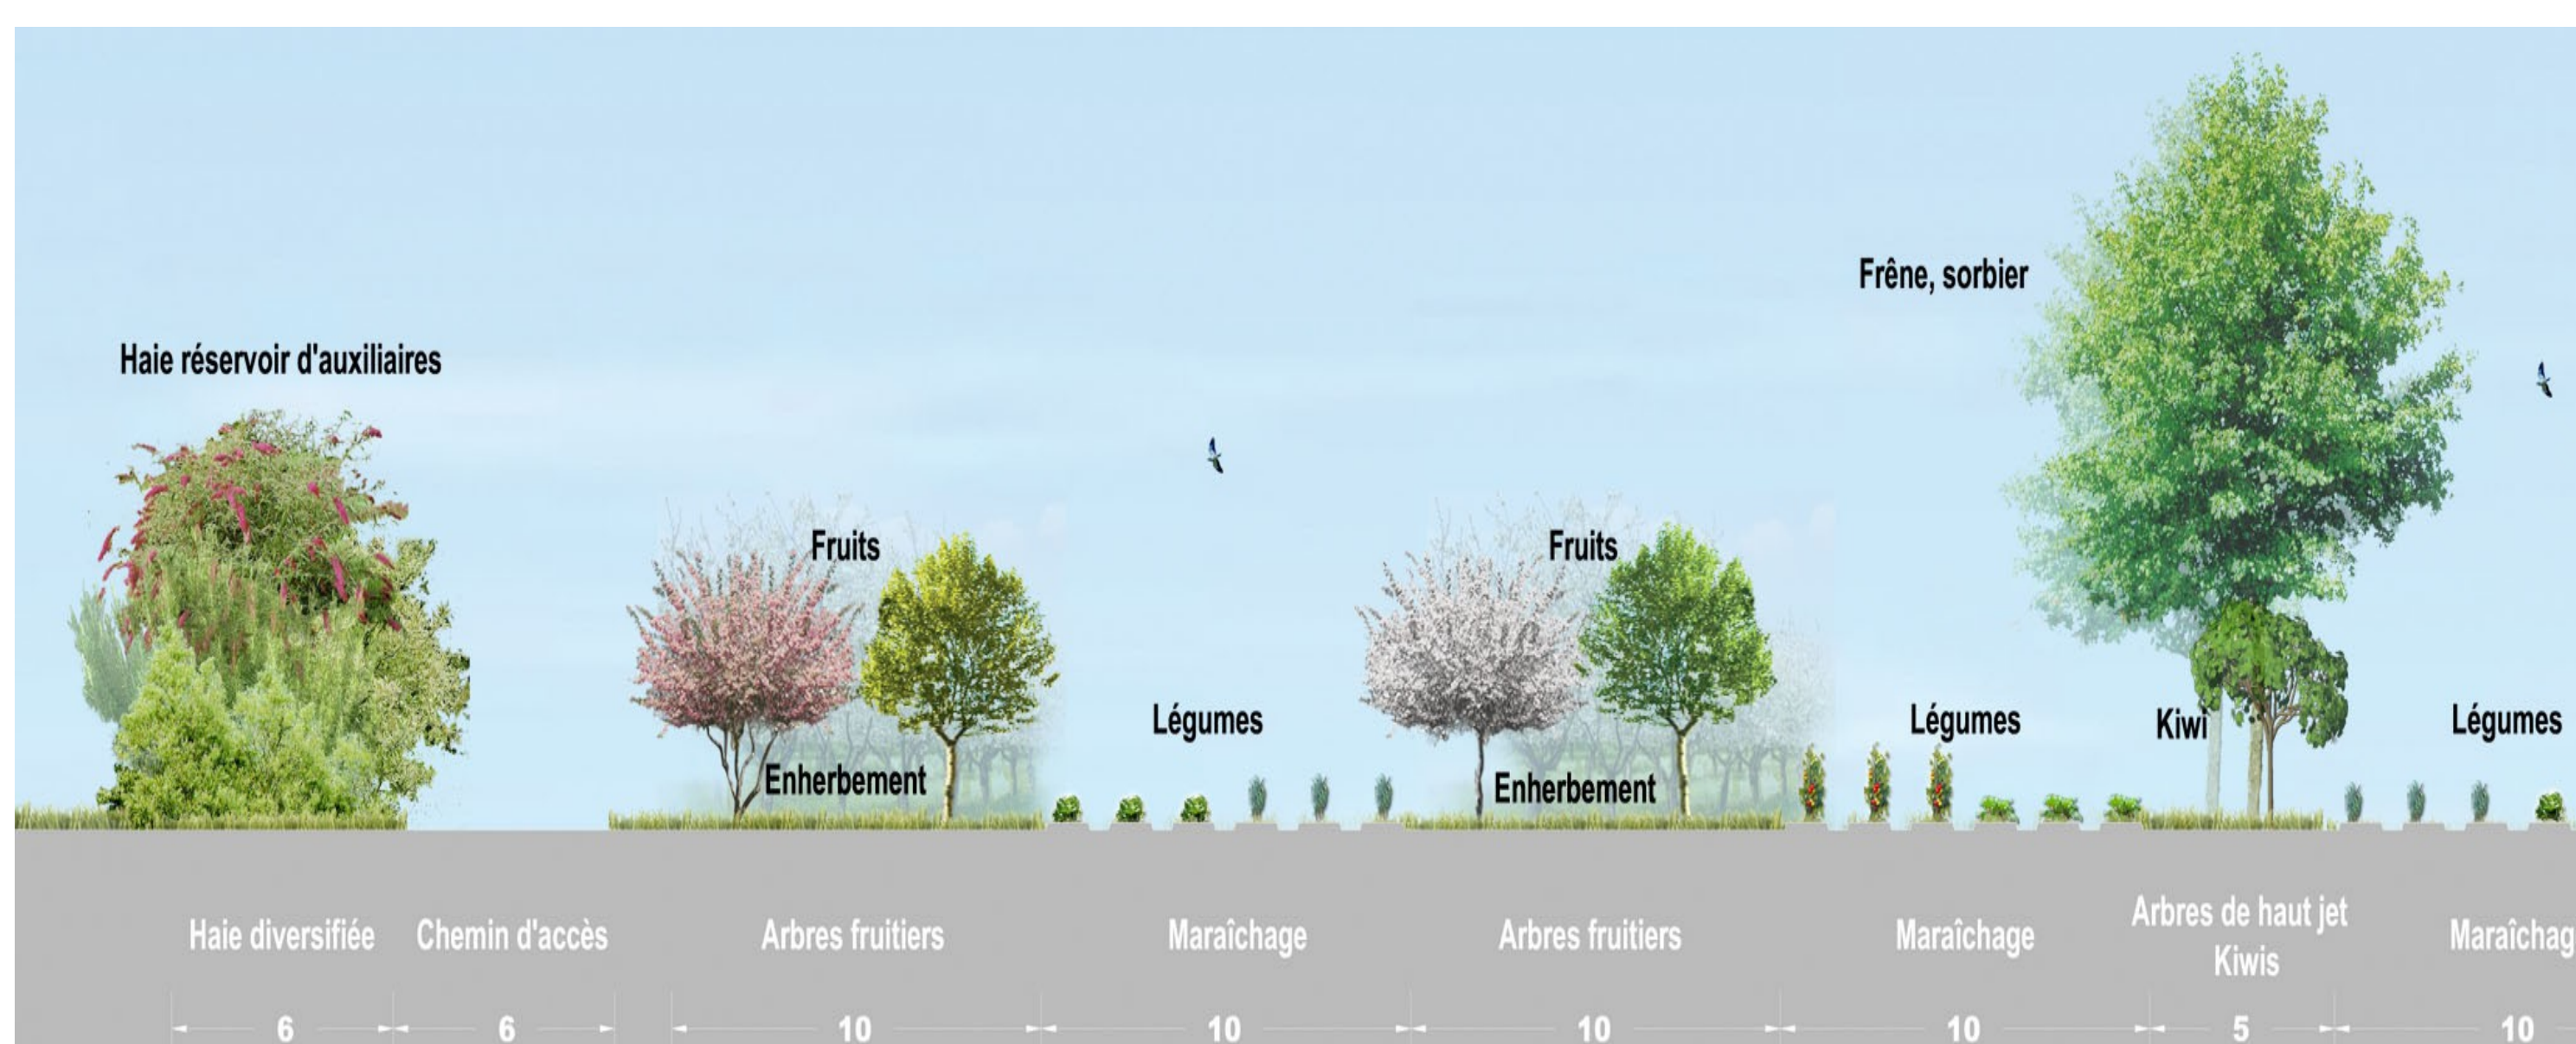 Frêne, sorbier
Haie réservoir d'auxiliaires
Fruits
Fruits
Légumes
Légumes
Kiwi
Légumes
Enherbement
Enherbement
Haie diversifiée
Chemin d'accès
Arbres fruitiers
Maraîchage
Arbres fruitiers
Maraîchage
Arbres de haut jet
Kiwis
Maraîchag
6
6
10
10
10
10
5
10